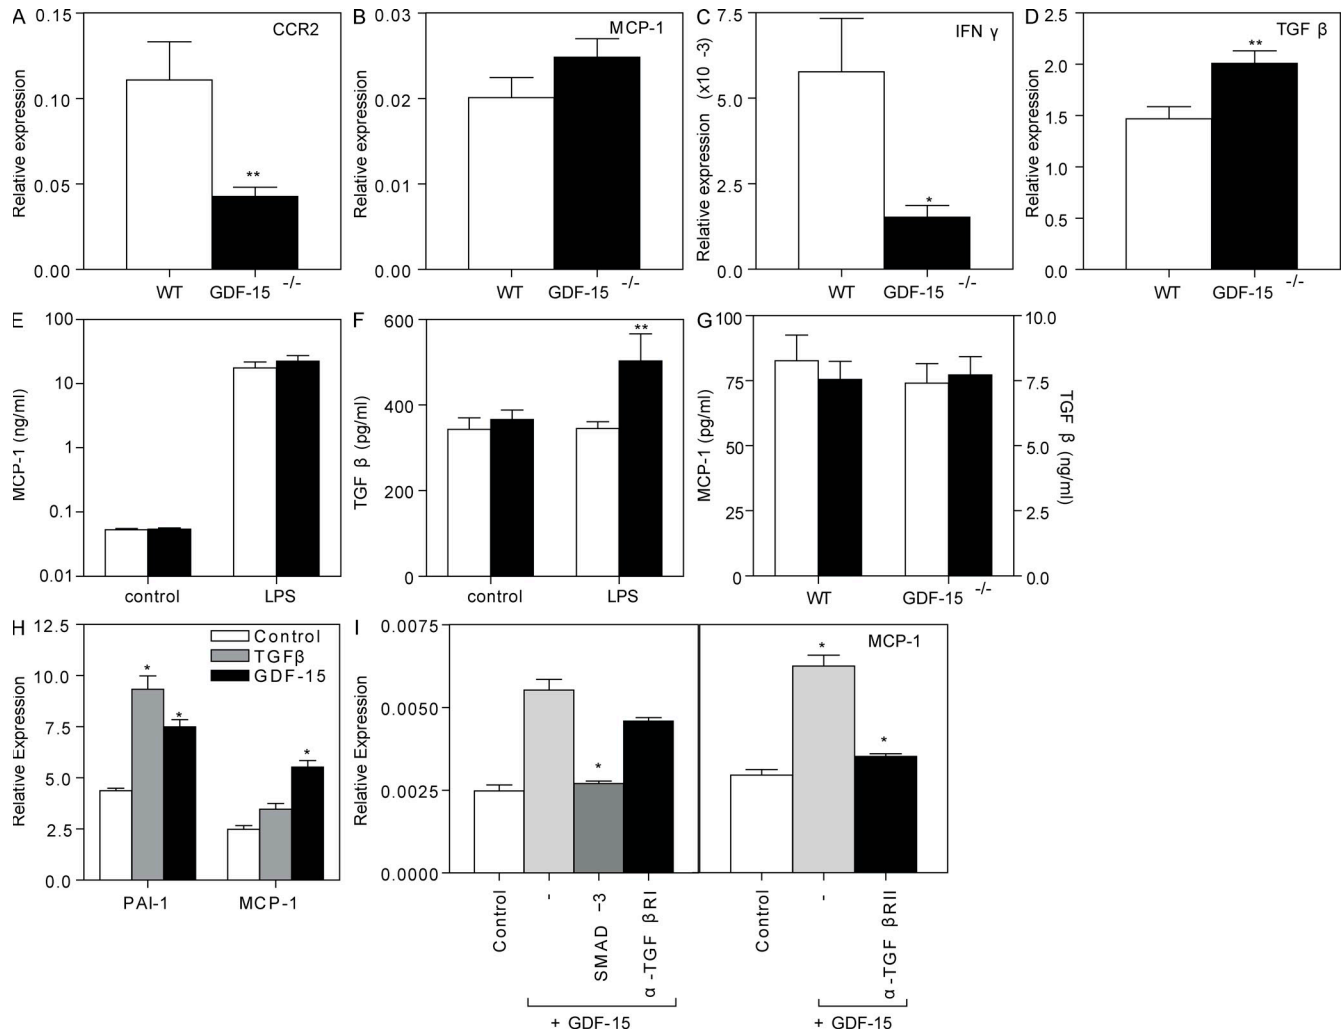 A
0.15
0.10
0.05
0.00
Relative expression
CCR2
**
WT
GDF-15 -/-
B
0.03
0.02
0.01
0.00
Relative expression
MCP-1
WT
GDF-15 -/-
C
7.5
5.0
2.5
7.0
Relative expression (x10 -3)
IFN γ
*
WT
GDF-15 -/-
D
2.5
2.0
1.5
1.0
0.5
0.0
Relative expression
TGF β
**
WT
GDF-15 -/-
E
100
10
1
0.1
0.01
MCP-1 (ng/ml)
control
LPS
F
600
400
200
0
TGF β (pg/ml)
**
control
LPS
G
100
75
50
25
0
MCP-1 (pg/ml)
10.0
7.5
5.0
2.5
0.0
TGF β (ng/ml)
WT
GDF-15 -/-
H
12.5
10.0
7.5
5.0
2.5
0.0
Relative Expression
Control
TGFβ
GDF-15
*
*
*
PAI-1
MCP-1
I
0.0075
0.0050
0.0025
0.0000
Relative Expression
MCP-1
*
*
*
Control
-
SMAD -3
α -TGF βRI
+ GDF-15
Control
-
α -TGF βRII
+ GDF-15